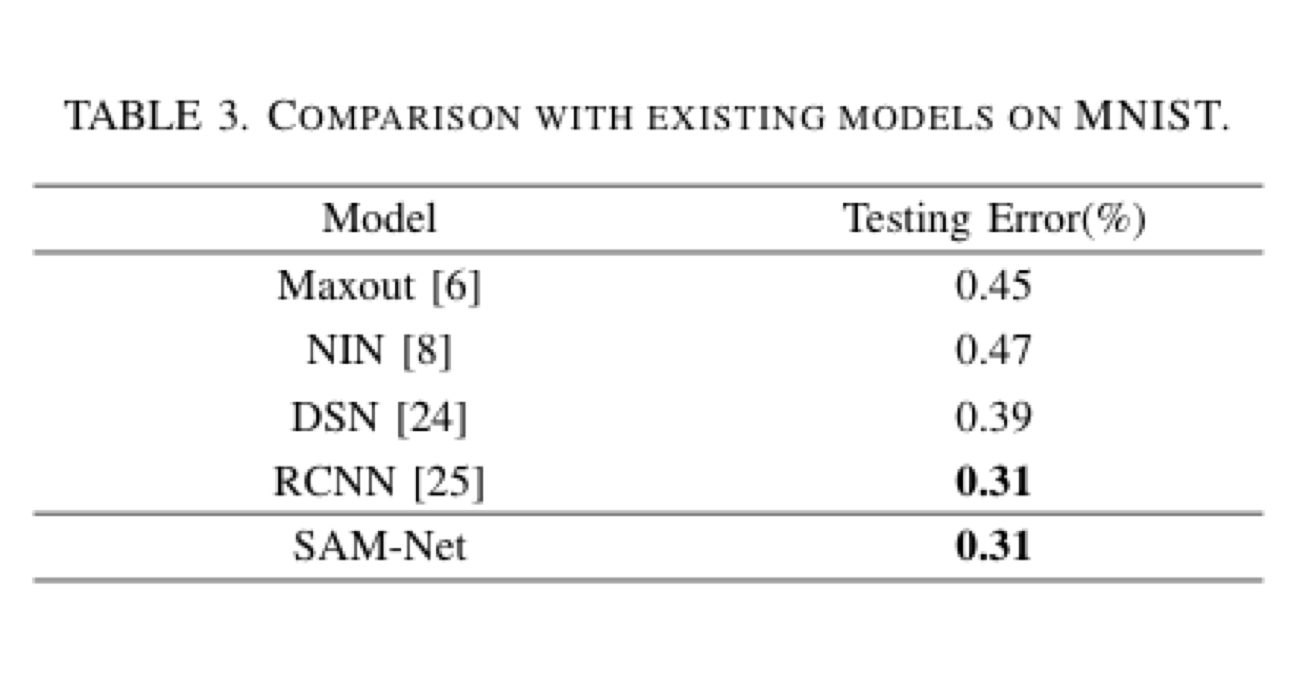 TABLE 3. COMPARISON WITH EXISTING MODELS ON MNIST.
Model Testing Error(%)
Maxout [6] 0.45
NIN [8] 0.47
DSN [24] 0.39
RCNN [25] 0.31
SAM-Net 0.31